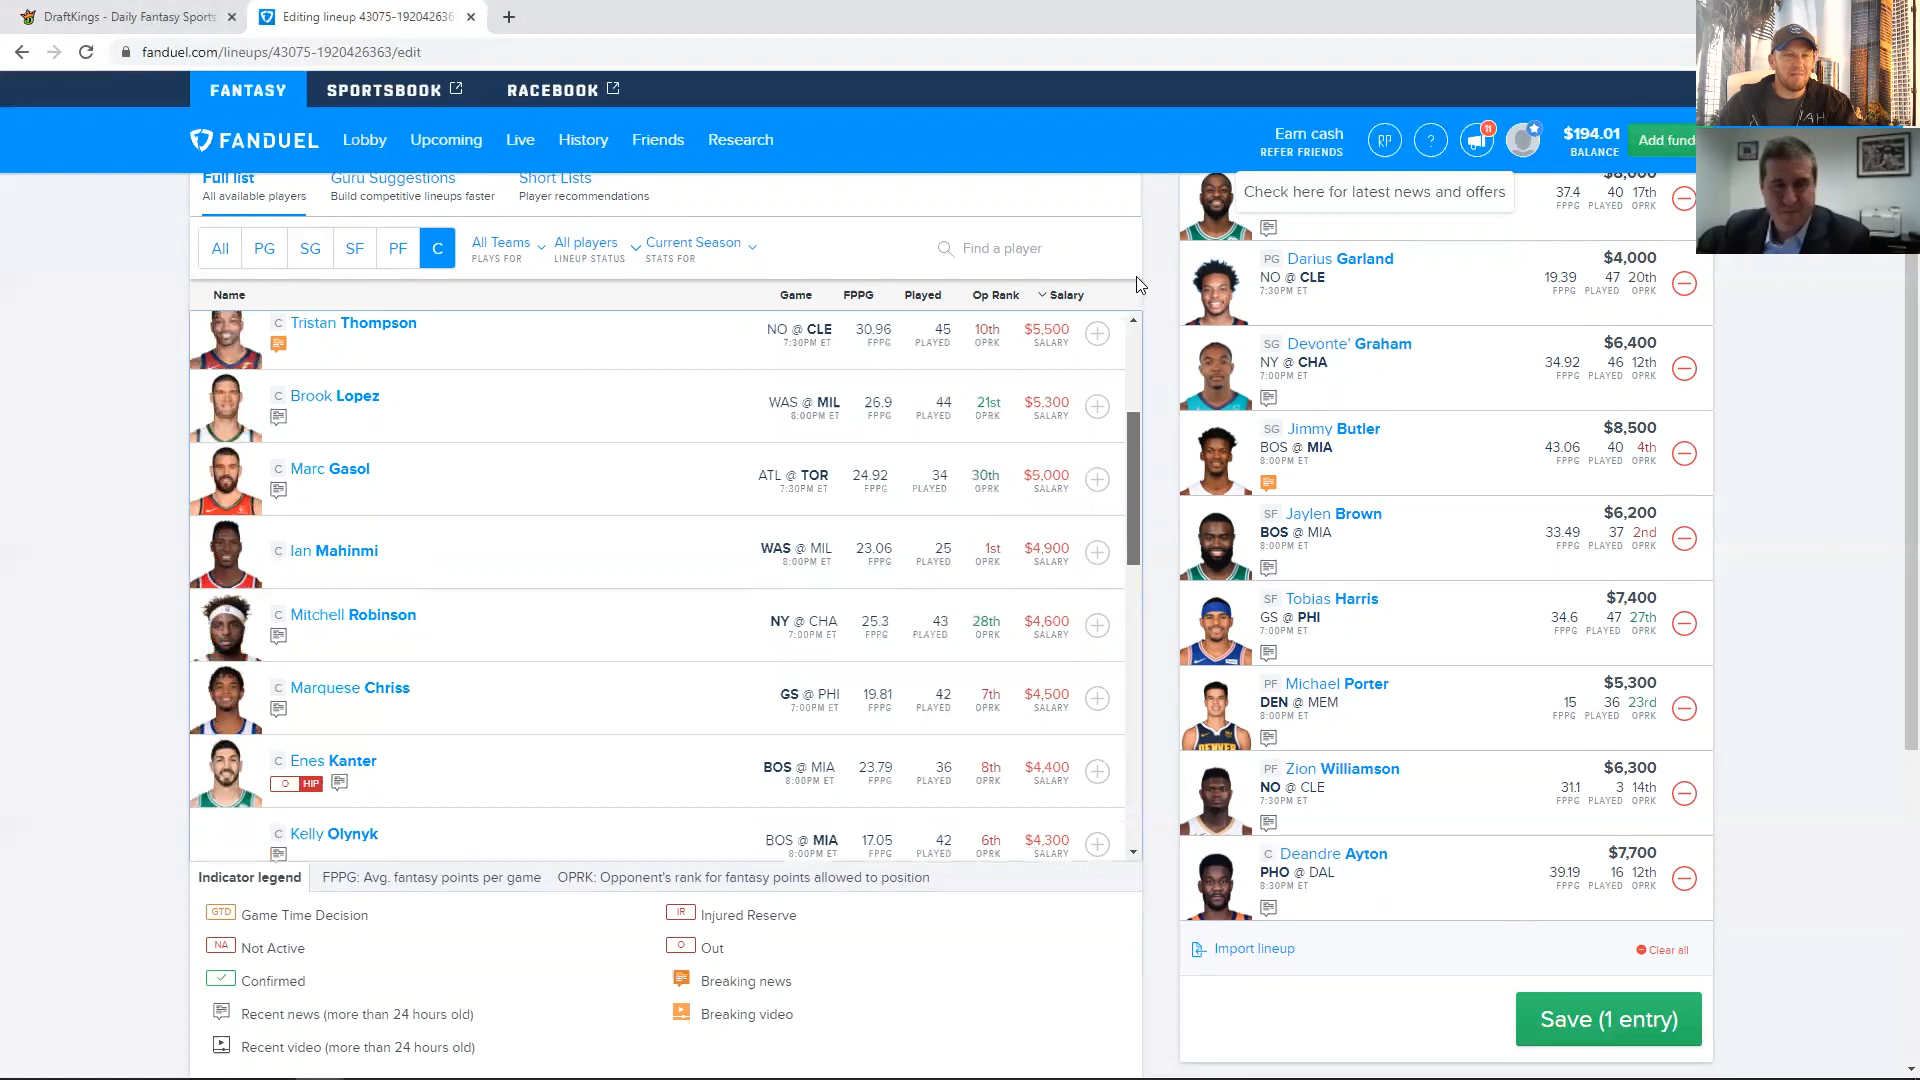 DraftKings - Daily Fantasy Sports
Editing lineup 43075-1920426363
fanduel.com/lineups/43075-1920426363/edit
FANTASY
SPORTSBOOK
RACEBOOK
FANDUEL
Lobby
Upcoming
Live
History
Friends
Research
Earn cash
REFER FRIENDS
RP
?
11
$194.01
BALANCE
Add fund
Full list
All available players
Guru Suggestions
Build competitive lineups faster
Short Lists
Player recommendations
Check here for latest news and offers
All
PG
SG
SF
PF
C
All Teams
PLAYS FOR
All players
LINEUP STATUS
Current Season
STATS FOR
Find a player
Name Game FPPG Played Op Rank Salary
C Tristan Thompson NO @ CLE 30.96 45 10th $5,500
7:30PM ET FPPG PLAYED OPRK SALARY
C Brook Lopez WAS @ MIL 26.9 44 21st $5,300
8:00PM ET FPPG PLAYED OPRK SALARY
C Marc Gasol ATL @ TOR 24.92 34 30th $5,000
7:30PM ET FPPG PLAYED OPRK SALARY
C Ian Mahinmi WAS @ MIL 23.06 25 1st $4,900
8:00PM ET FPPG PLAYED OPRK SALARY
C Mitchell Robinson NY @ CHA 25.3 43 28th $4,600
7:00PM ET FPPG PLAYED OPRK SALARY
C Marquese Chriss GS @ PHI 19.81 42 7th $4,500
7:00PM ET FPPG PLAYED OPRK SALARY
C Enes Kanter BOS @ MIA 23.79 36 8th $4,400
O HIP 8:00PM ET FPPG PLAYED OPRK SALARY
C Kelly Olynyk BOS @ MIA 17.05 42 6th $4,300
8:00PM ET FPPG PLAYED OPRK SALARY
Indicator legend
FPPG: Avg. fantasy points per game
OPRK: Opponent's rank for fantasy points allowed to position
GTD Game Time Decision
IR Injured Reserve
NA Not Active
O Out
Confirmed
Breaking news
Recent news (more than 24 hours old)
Breaking video
Recent video (more than 24 hours old)
$8,000
37.4 40 17th
FPPG PLAYED OPRK
PG Darius Garland $4,000
NO @ CLE 19.39 47 20th
7:30PM ET FPPG PLAYED OPRK
SG Devonte' Graham $6,400
NY @ CHA 34.92 46 12th
7:00PM ET FPPG PLAYED OPRK
SG Jimmy Butler $8,500
BOS @ MIA 43.06 40 4th
8:00PM ET FPPG PLAYED OPRK
SF Jaylen Brown $6,200
BOS @ MIA 33.49 37 2nd
8:00PM ET FPPG PLAYED OPRK
SF Tobias Harris $7,400
GS @ PHI 34.6 47 27th
7:00PM ET FPPG PLAYED OPRK
PF Michael Porter $5,300
DEN @ MEM 15 36 23rd
8:00PM ET FPPG PLAYED OPRK
PF Zion Williamson $6,300
NO @ CLE 31.1 3 14th
7:30PM ET FPPG PLAYED OPRK
C Deandre Ayton $7,700
PHO @ DAL 39.19 16 12th
8:30PM ET FPPG PLAYED OPRK
Import lineup
Clear all
Save (1 entry)